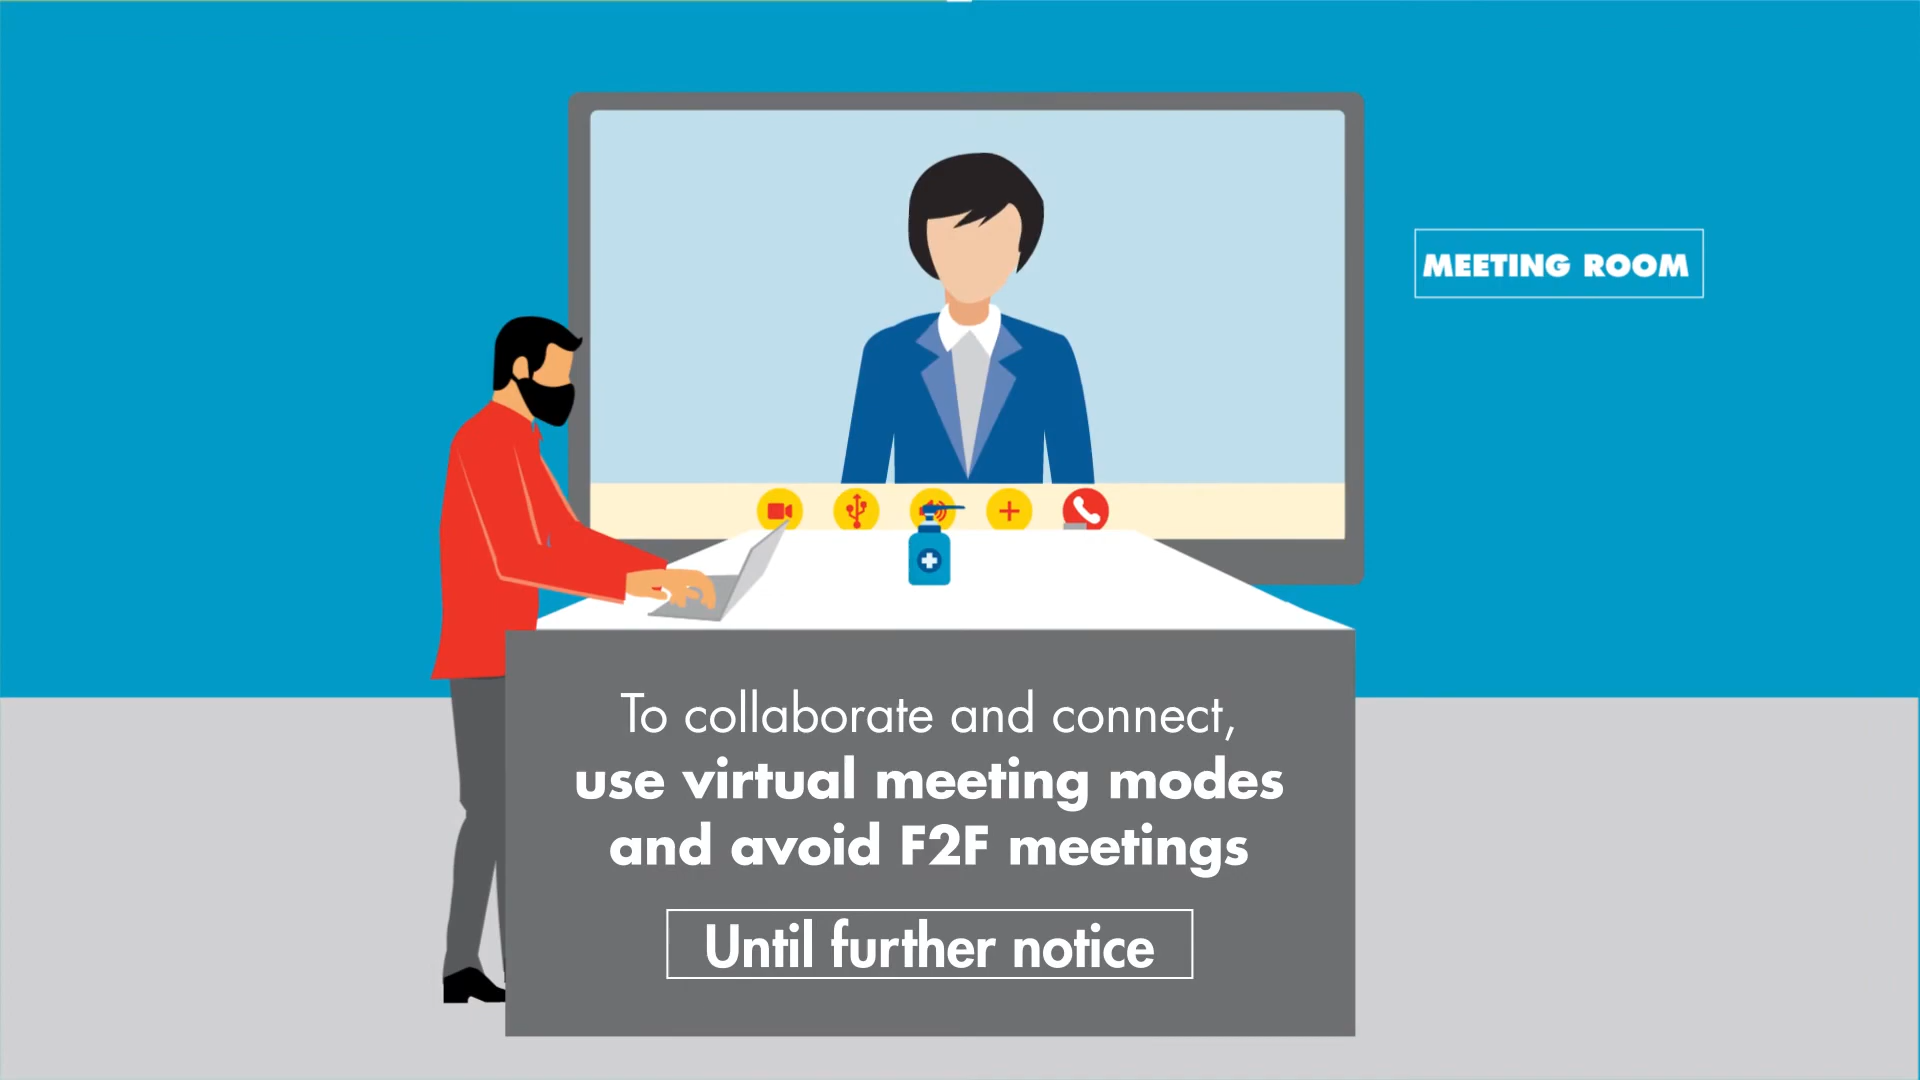 MEETING ROOM
To collaborate and connect,
use virtual meeting modes
and avoid F2F meetings
Until further notice